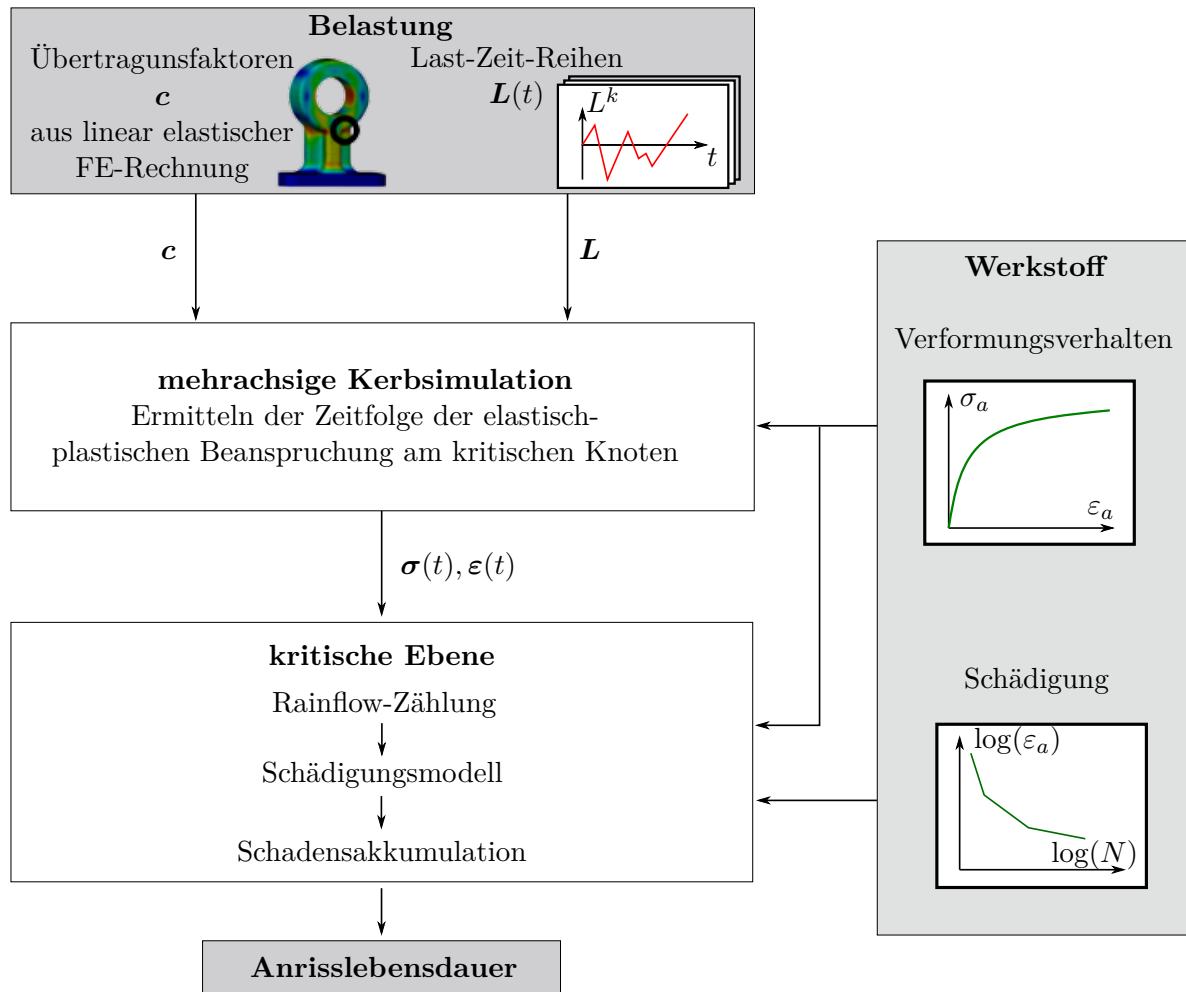 Belastung
Übertragunsfaktoren
c
aus linear elastischer
FE-Rechnung
Last-Zeit-Reihen
L(t)
L^k
t
c
L
Werkstoff
Verformungsverhalten
σ_a
ε_a
mehrachsige Kerbsimulation
Ermitteln der Zeitfolge der elastisch-
plastischen Beanspruchung am kritischen Knoten
σ(t), ε(t)
kritische Ebene
Rainflow-Zählung
Schädigungsmodell
Schadensakkumulation
Schädigung
log(ε_a)
log(N)
Anrisslebensdauer